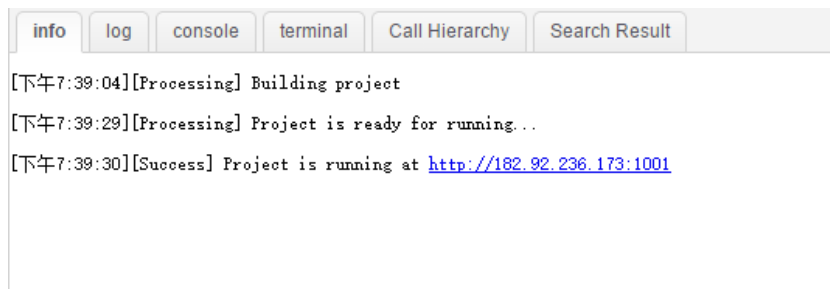 info log console terminal Call Hierarchy Search Result
[下午7:39:04][Processing] Building project
[下午7:39:29][Processing] Project is ready for running...
[下午7:39:30][Success] Project is running at http://182.92.236.173:1001